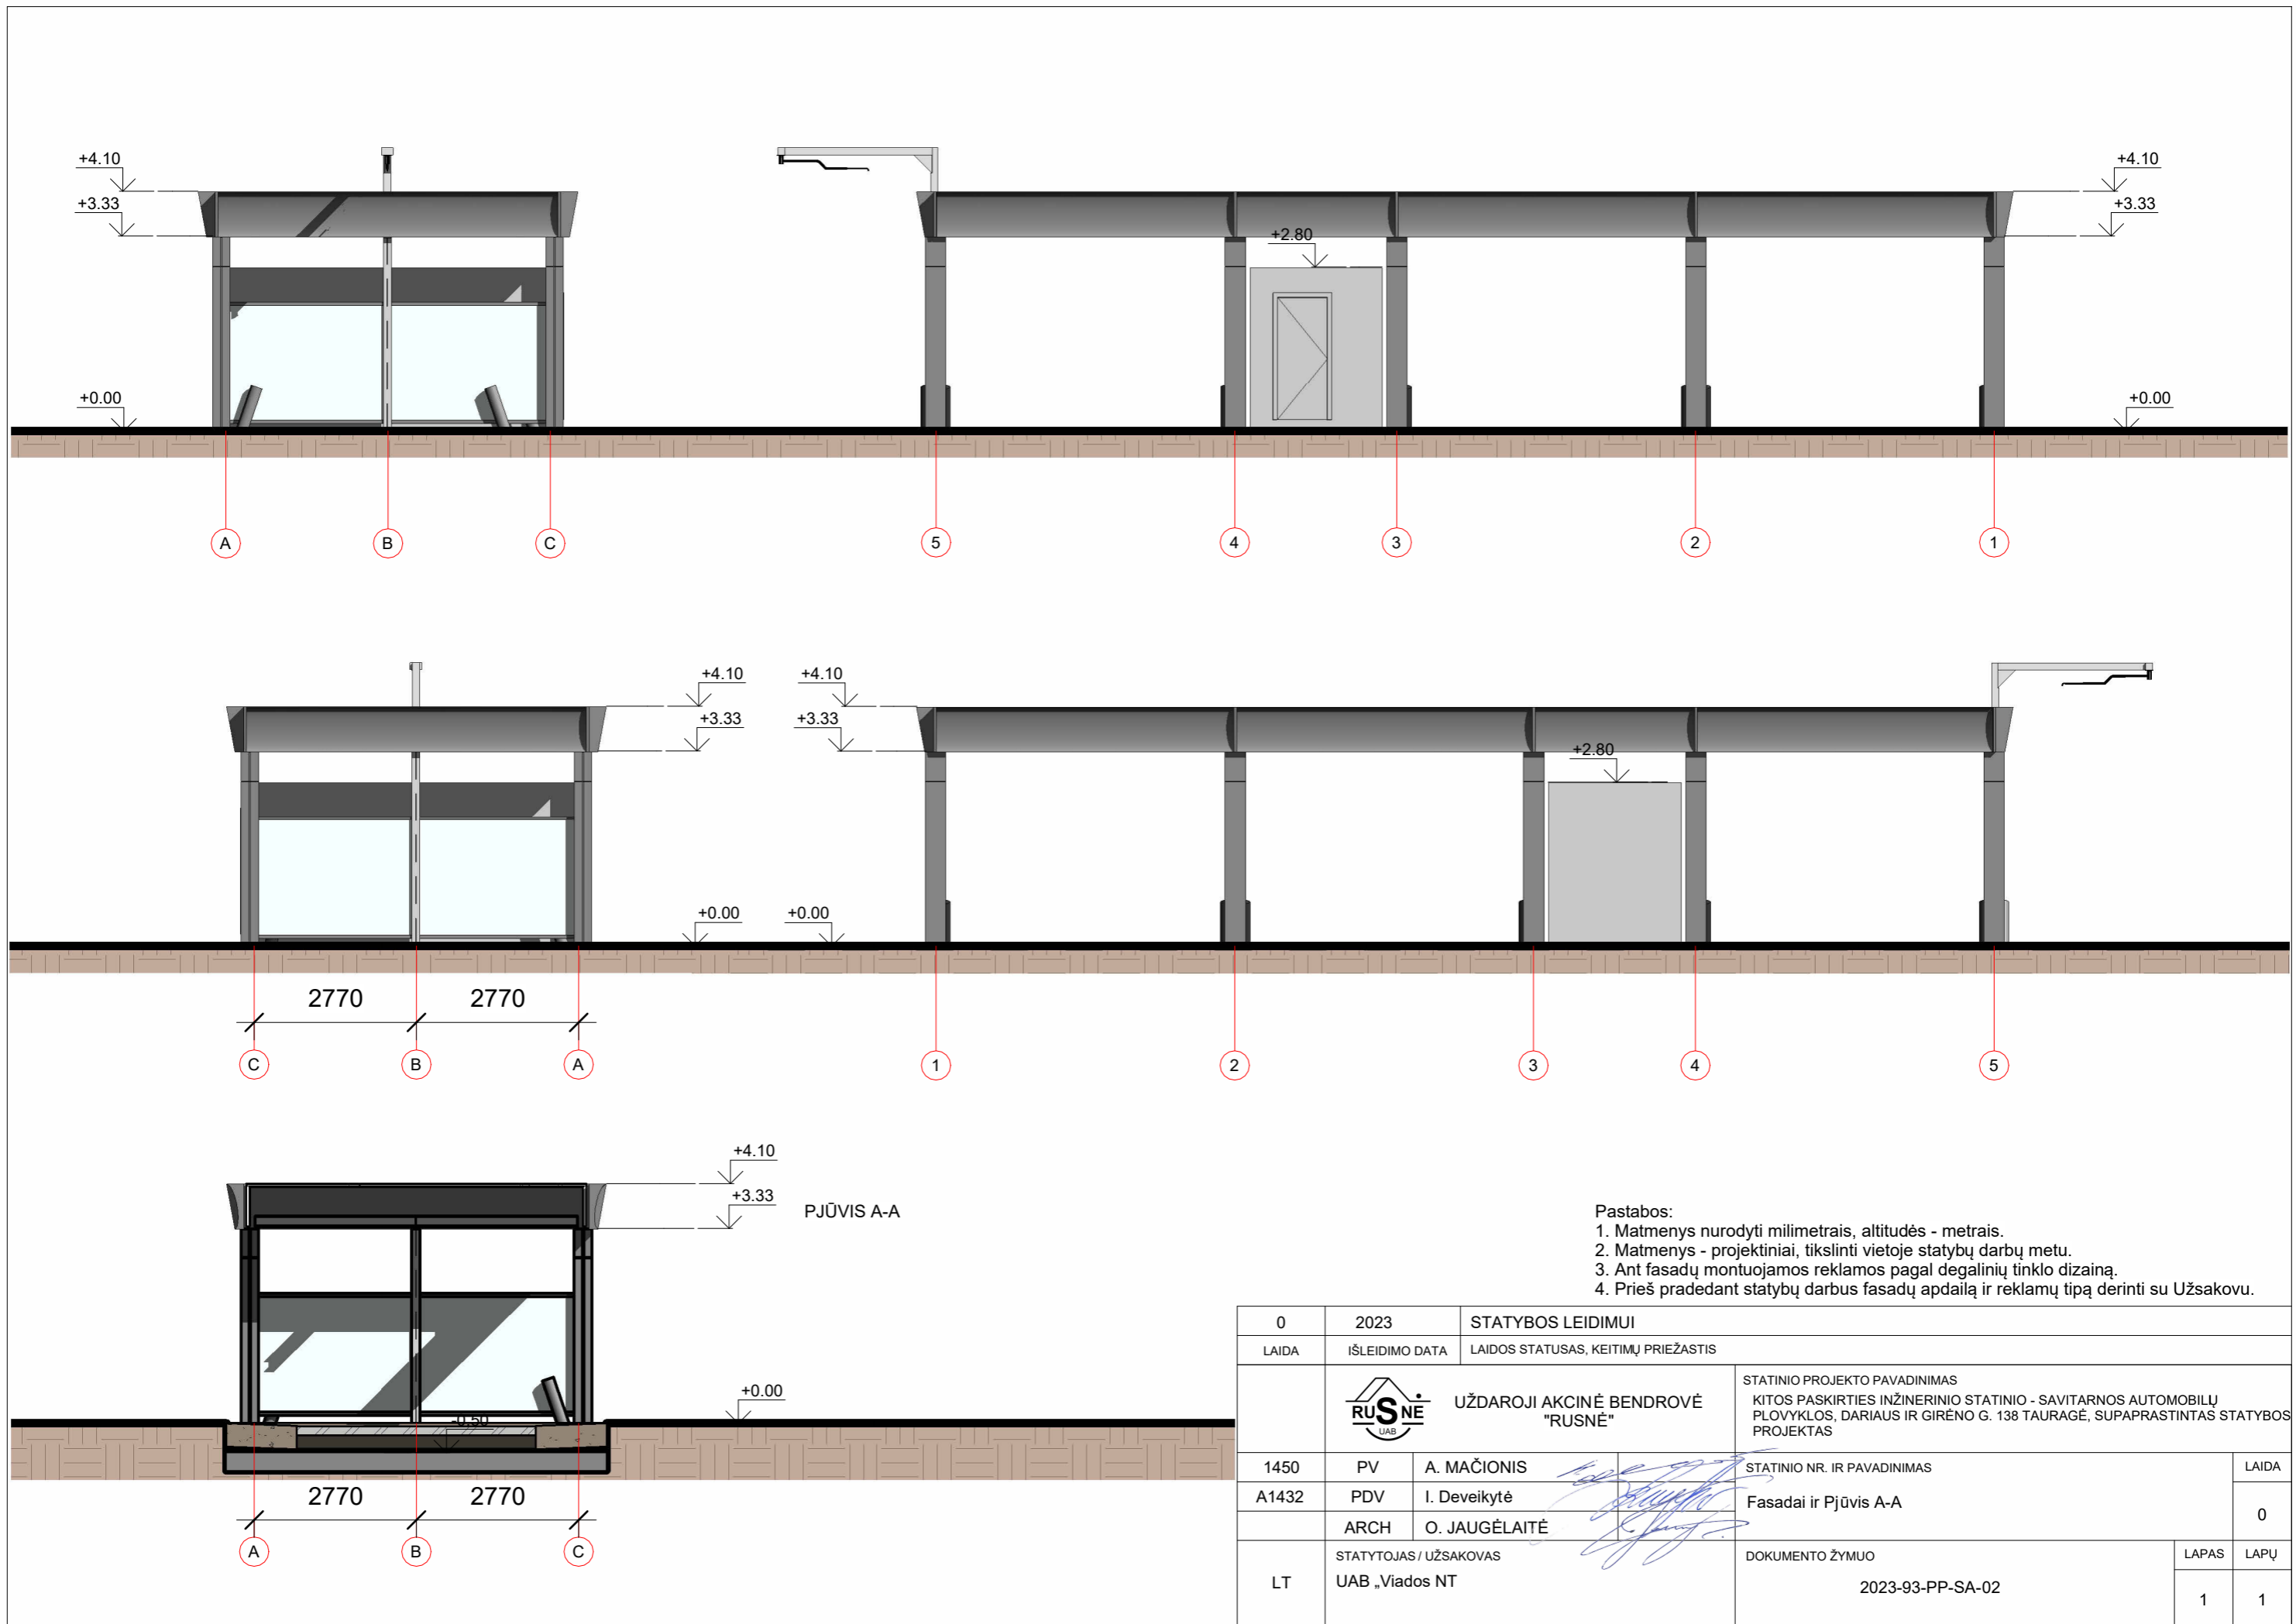 +4.10
+3.33
+0.00
+2.80
+4.10
+3.33
+0.00
A
B
C
5
4
3
2
1
+4.10
+3.33
+0.00
+4.10
+3.33
+0.00
+2.80
2770
2770
C
B
A
1
2
3
4
5
+4.10
+3.33
PJŪVIS A-A
+0.00
-0,50
2770
2770
A
B
C
Pastabos:
1. Matmenys nurodyti milimetrais, altitudės - metrais.
2. Matmenys - projektiniai, tikslinti vietoje statybų darbų metu.
3. Ant fasadų montuojamos reklamos pagal degalinių tinklo dizainą.
4. Prieš pradedant statybų darbus fasadų apdailą ir reklamų tipą derinti su Užsakovu.
0 2023 STATYBOS LEIDIMUI
LAIDA IŠLEIDIMO DATA LAIDOS STATUSAS, KEITIMŲ PRIEŽASTIS
RUSNĖ
UAB
UŽDAROJI AKCINĖ BENDROVĖ
"RUSNĖ"
STATINIO PROJEKTO PAVADINIMAS
KITOS PASKIRTIES INŽINERINIO STATINIO - SAVITARNOS AUTOMOBILIŲ
PLOVYKLOS, DARIAUS IR GIRĖNO G. 138 TAURAGĖ, SUPAPRASTINTAS STATYBOS
PROJEKTAS
1450 PV A. MAČIONIS
A1432 PDV I. Deveikytė
ARCH O. JAUGĖLAITĖ
STATINIO NR. IR PAVADINIMAS
Fasadai ir Pjūvis A-A
LAIDA
0
LT
STATYTOJAS / UŽSAKOVAS
UAB „Viados NT
DOKUMENTO ŽYMUO
2023-93-PP-SA-02
LAPAS LAPŲ
1 1